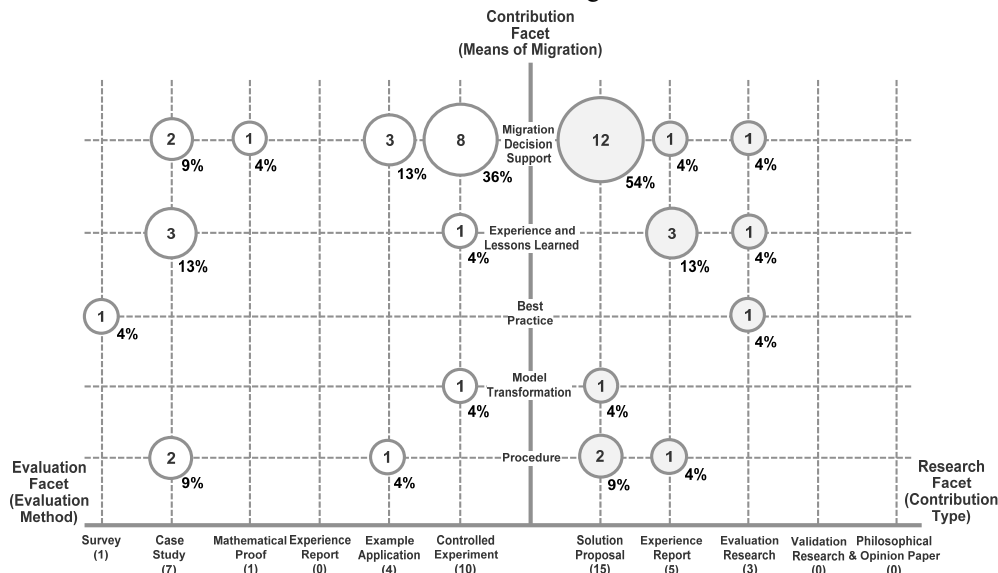 Contribution
Facet
(Means of Migration)
2
9%
1
4%
3
13%
8
36%
Migration
Decision
Support
12
54%
1
4%
1
4%
3
13%
1
4%
Experience and
Lessons Learned
3
13%
1
4%
1
4%
Best
Practice
1
4%
1
4%
Model
Transformation
1
4%
2
9%
1
4%
Procedure
2
9%
1
4%
Evaluation
Facet
(Evaluation
Method)
Research
Facet
(Contribution
Type)
Survey
(1)
Case
Study
(7)
Mathematical
Proof
(1)
Experience
Report
(0)
Example
Application
(4)
Controlled
Experiment
(10)
Solution
Proposal
(15)
Experience
Report
(5)
Evaluation
Research
(3)
Validation
Research
(0)
Philosophical
& Opinion Paper
(0)